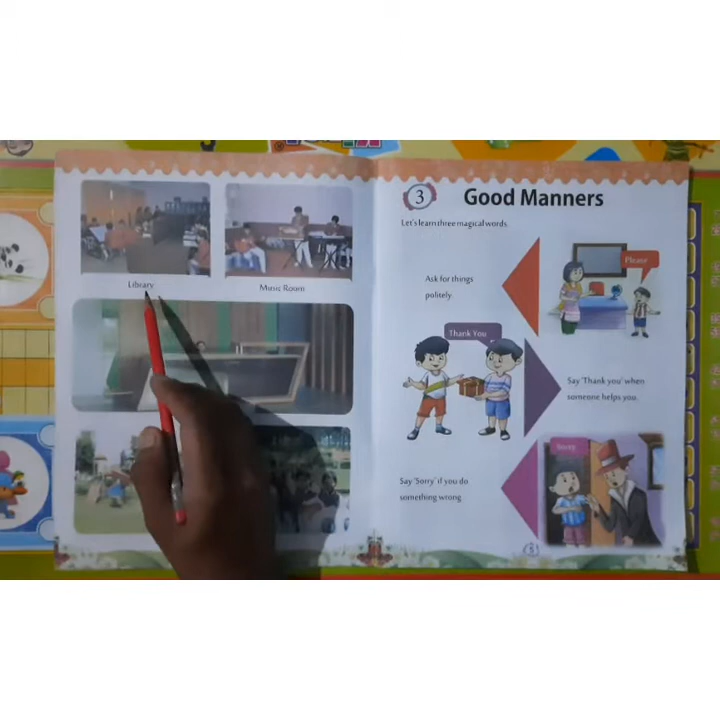 Library
Music Room
3
Good Manners
Let's learn three magical words.
Ask for things
politely.
Please
Thank You
Say 'Thank you' when
someone helps you.
Sorry
Say 'Sorry' if you do
something wrong